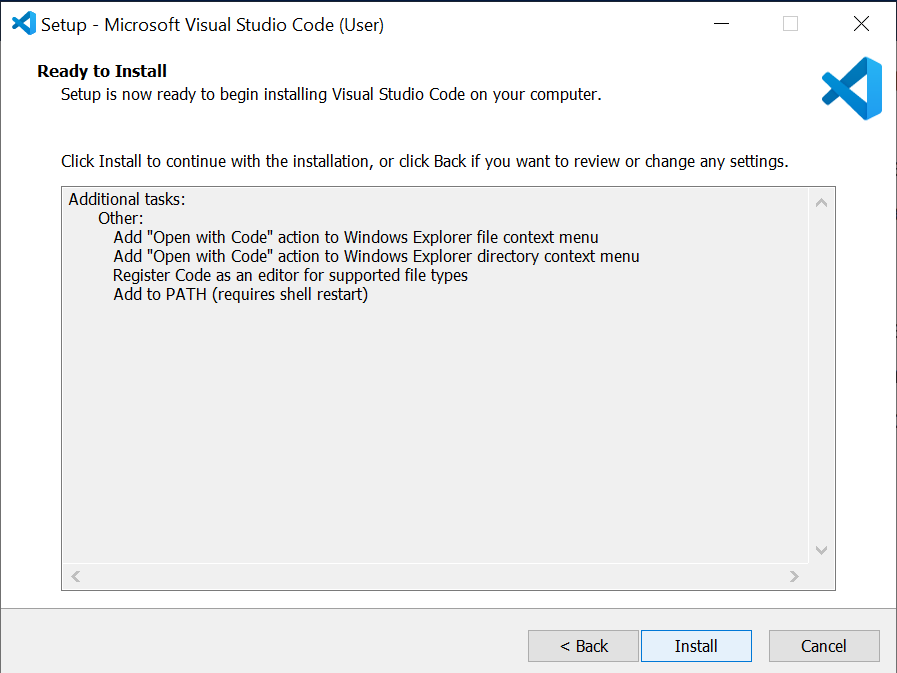 Setup - Microsoft Visual Studio Code (User)
Ready to Install
Setup is now ready to begin installing Visual Studio Code on your computer.
Click Install to continue with the installation, or click Back if you want to review or change any settings.
Additional tasks:
Other:
Add "Open with Code" action to Windows Explorer file context menu
Add "Open with Code" action to Windows Explorer directory context menu
Register Code as an editor for supported file types
Add to PATH (requires shell restart)
< Back
Install
Cancel